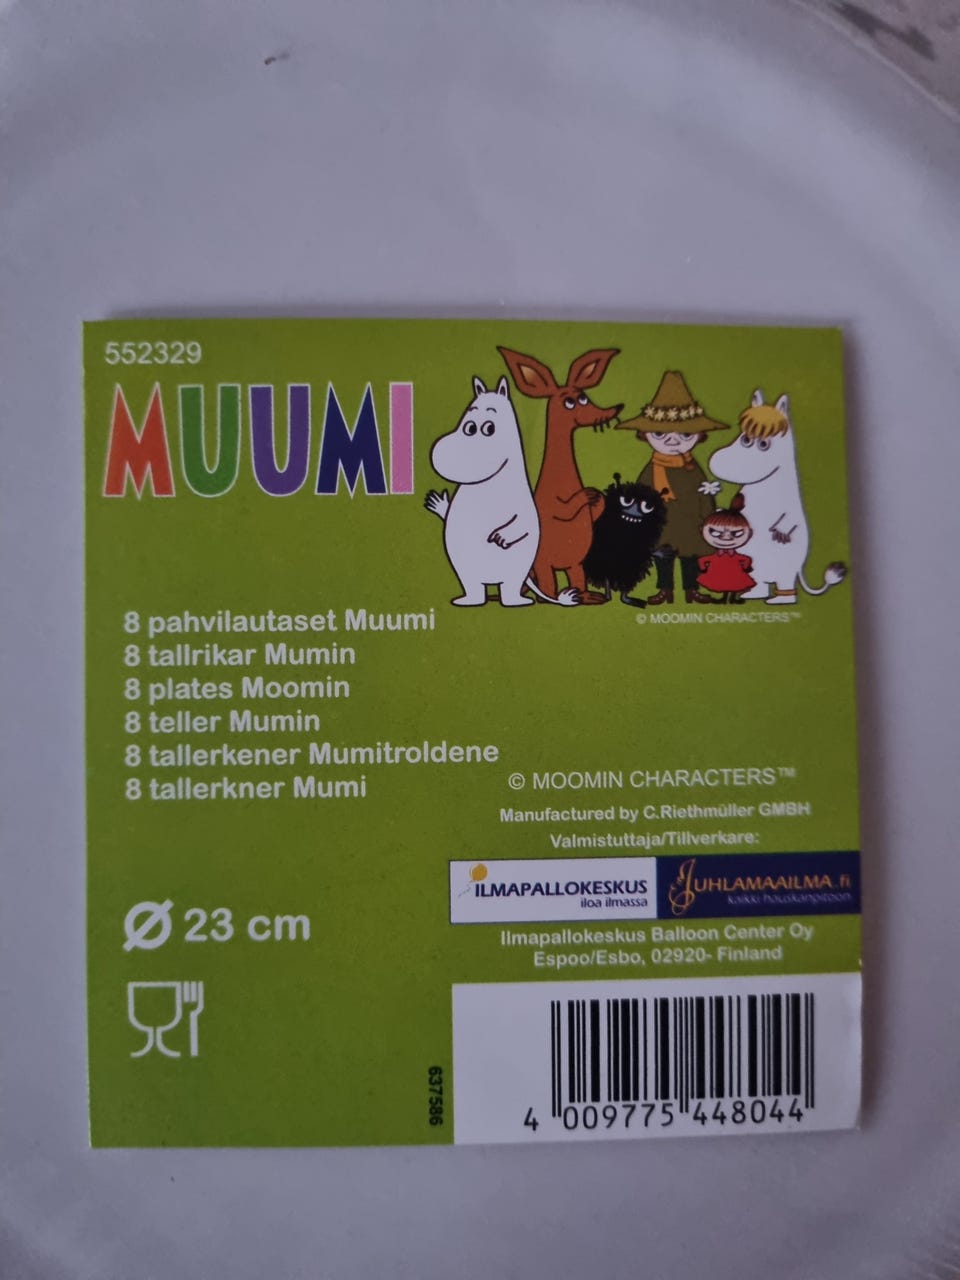 552329
MUUMI
© MOOMIN CHARACTERS™
8 pahvilautaset Muumi
8 tallrikar Mumin
8 plates Moomin
8 teller Mumin
8 tallerkener Mumitroldene
8 tallerkner Mumi
© MOOMIN CHARACTERS™
Manufactured by C.Riethmüller GMBH
Valmistuttaja/Tillverkare:
ILMAPALLOKESKUS
iloa ilmassa
JUHLAMAAILMA.fi
kaikki hauskanpitoon
Ilmapallokeskus Balloon Center Oy
Espoo/Esbo, 02920- Finland
Ø 23 cm
637586
4 009775 448044